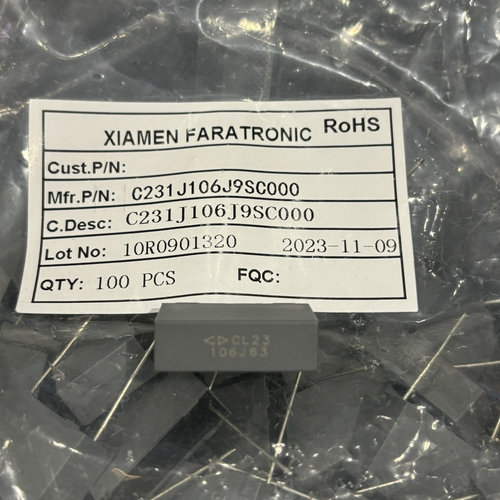 XIAMEN FARATRONIC RoHS
Cust.P/N:
Mfr.P/N: C231J106J9SC000
C.Desc: C231J106J9SC000
Lot No: 10R0901320 2023-11-09
QTY: 100 PCS FQC:
CL23
106J63